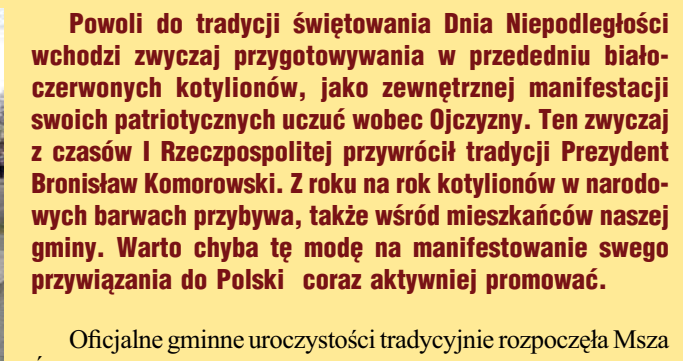 Powoli do tradycji świętowania Dnia Niepodległości
wchodzi zwyczaj przygotowywania w przededniu biało-
czerwonych kotylionów, jako zewnętrznej manifestacji
swoich patriotycznych uczuć wobec Ojczyzny. Ten zwyczaj
z czasów I Rzeczpospolitej przywrócił tradycji Prezydent
Bronisław Komorowski. Z roku na rok kotylionów w narodo-
wych barwach przybywa, także wśród mieszkańców naszej
gminy. Warto chyba tę modę na manifestowanie swego
przywiązania do Polski coraz aktywniej promować.
Oficjalne gminne uroczystości tradycyjnie rozpoczęła Msza